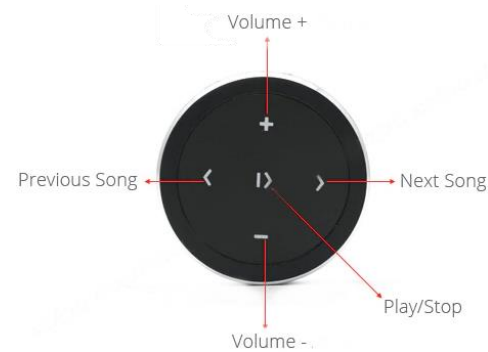 Volume +
Previous Song
Next Song
Play/Stop
Volume -